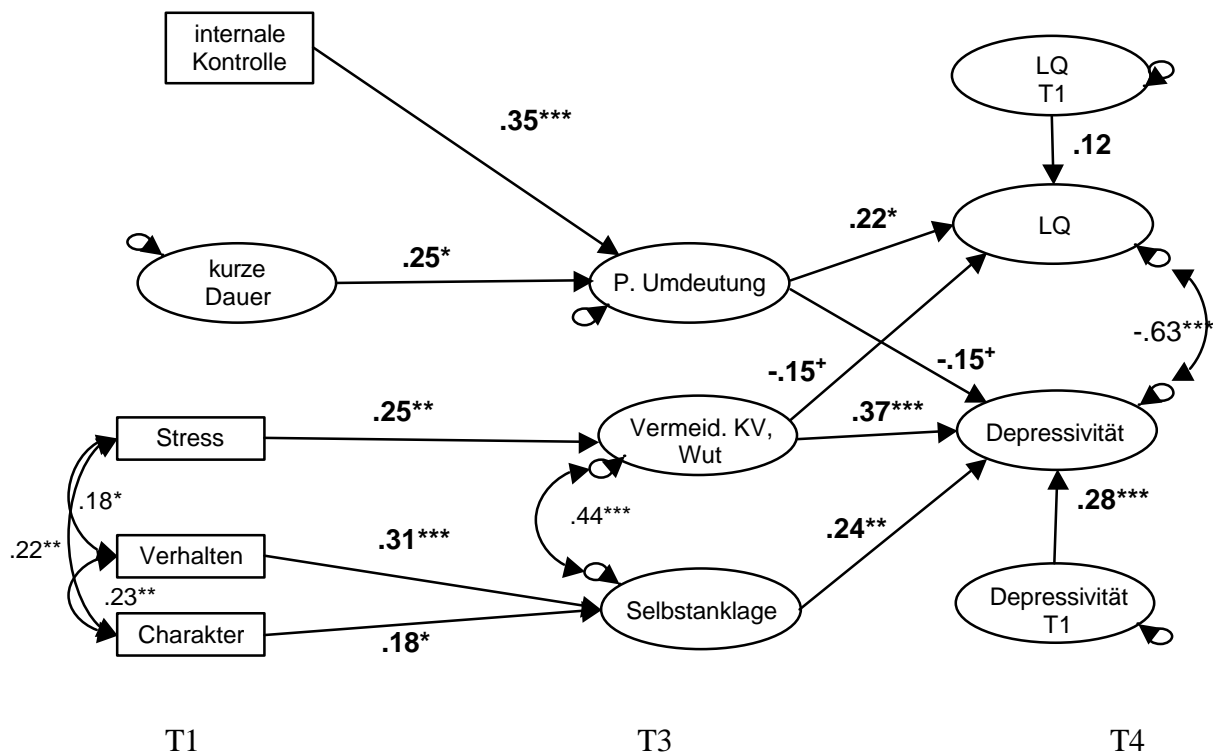 internale
Kontrolle
LQ
T1
.35***
.12
.22*
LQ
kurze
Dauer
.25*
P. Umdeutung
-.63***
-.15⁺
-.15⁺
Stress
.25**
Vermeid. KV,
Wut
.37***
Depressivität
.18*
.22**
.44***
.28***
Verhalten
.31***
.24**
.23**
Selbstanklage
Depressivität
T1
Charakter
.18*
T1
T3
T4